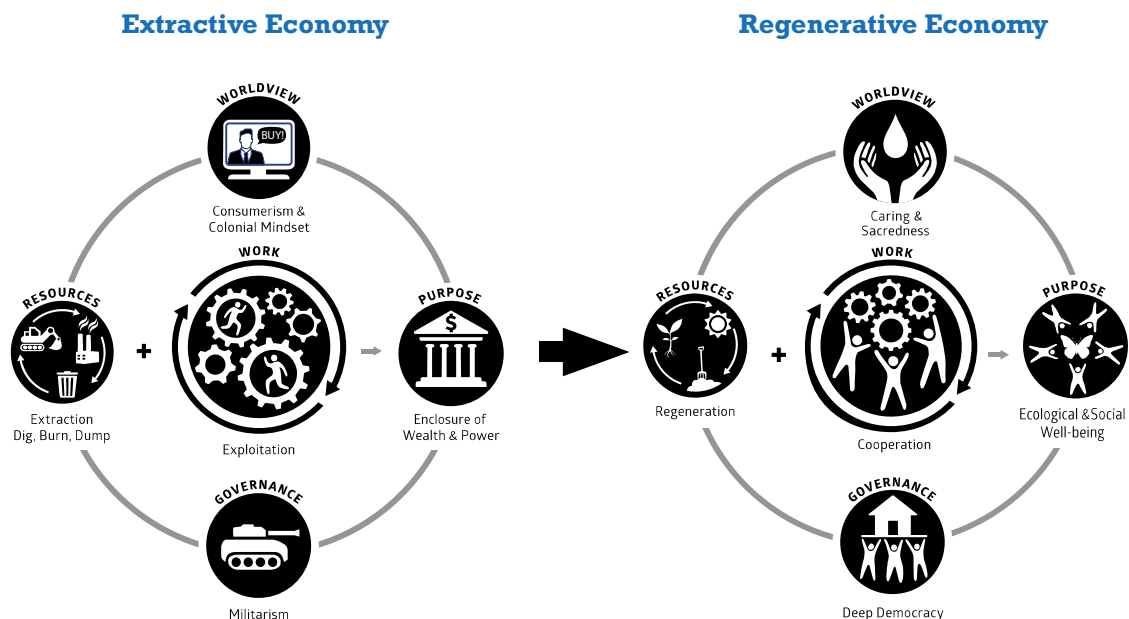 Extractive Economy
WORLDVIEW
BUY!
Consumerism &
Colonial Mindset
RESOURCES
Extraction
Dig, Burn, Dump
+
WORK
Exploitation
PURPOSE
$
Enclosure of
Wealth & Power
GOVERNANCE
Militarism
Regenerative Economy
WORLDVIEW
Caring &
Sacredness
RESOURCES
Regeneration
+
WORK
Cooperation
PURPOSE
Ecological &Social
Well-being
GOVERNANCE
Deep Democracy